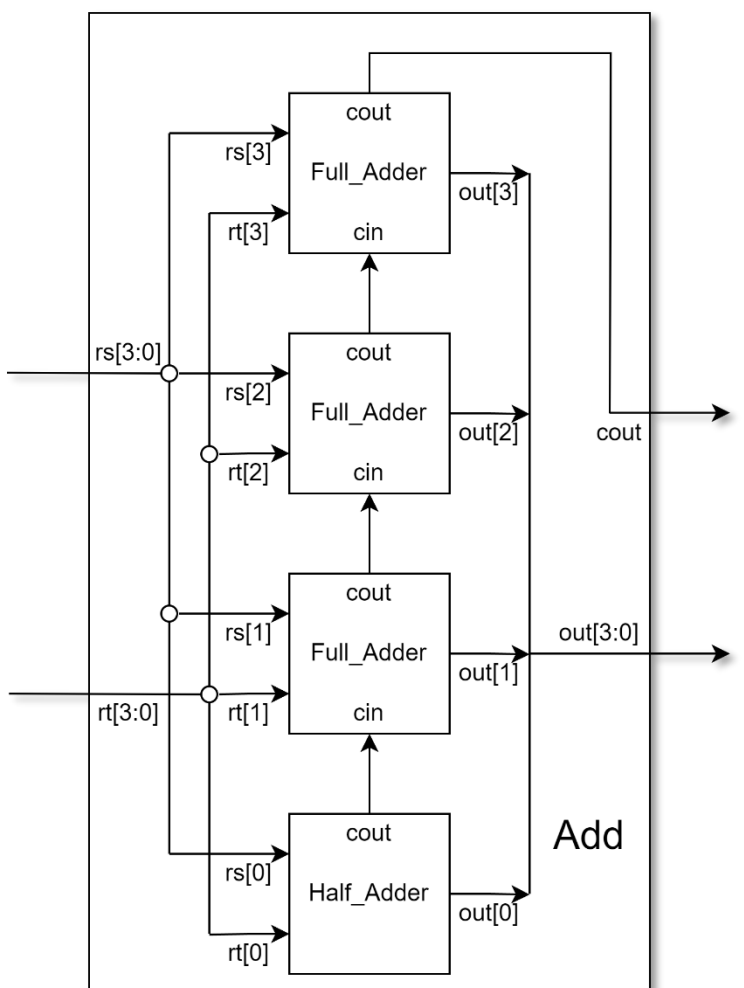 cout
rs[3]
Full_Adder
out[3]
rt[3]
cin
rs[3:0]
cout
rs[2]
Full_Adder
out[2]
cout
rt[2]
cin
cout
rs[1]
Full_Adder
out[3:0]
out[1]
rt[3:0]
rt[1]
cin
cout
Add
rs[0]
Half_Adder
out[0]
rt[0]